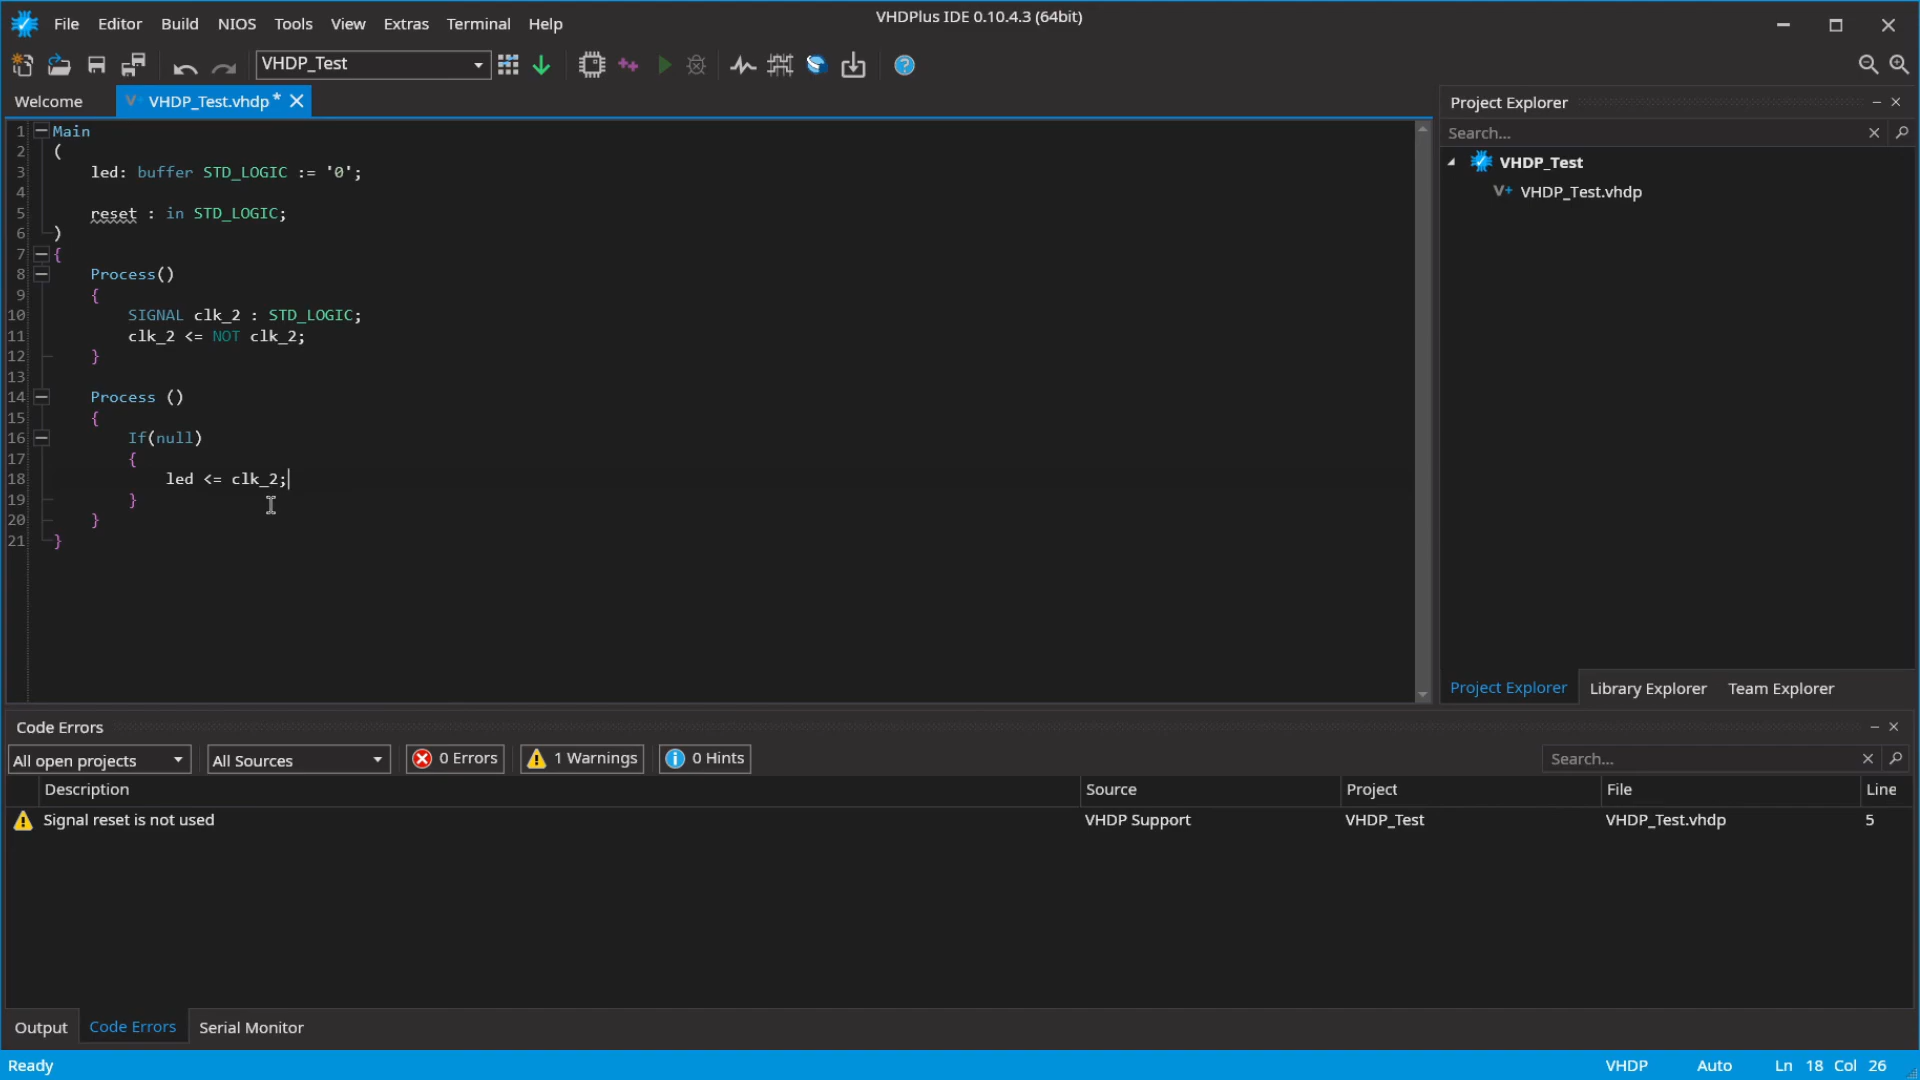 VHDPlus IDE 0.10.4.3 (64bit)
File Editor Build NIOS Tools View Extras Terminal Help
VHDP_Test
Welcome
V+ VHDP_Test.vhdp *
1 Main
2 (
3 led: buffer STD_LOGIC := '0';
4
5 reset : in STD_LOGIC;
6 )
7 {
8 Process()
9 {
10 SIGNAL clk_2 : STD_LOGIC;
11 clk_2 <= NOT clk_2;
12 }
13
14 Process ()
15 {
16 If(null)
17 {
18 led <= clk_2;
19 }
20 }
21 }
Project Explorer
Search...
VHDP_Test
V+ VHDP_Test.vhdp
Project Explorer Library Explorer Team Explorer
Code Errors
All open projects All Sources 0 Errors 1 Warnings 0 Hints Search...
Description Source Project File Line
Signal reset is not used VHDP Support VHDP_Test VHDP_Test.vhdp 5
Output Code Errors Serial Monitor
Ready VHDP Auto Ln 18 Col 26